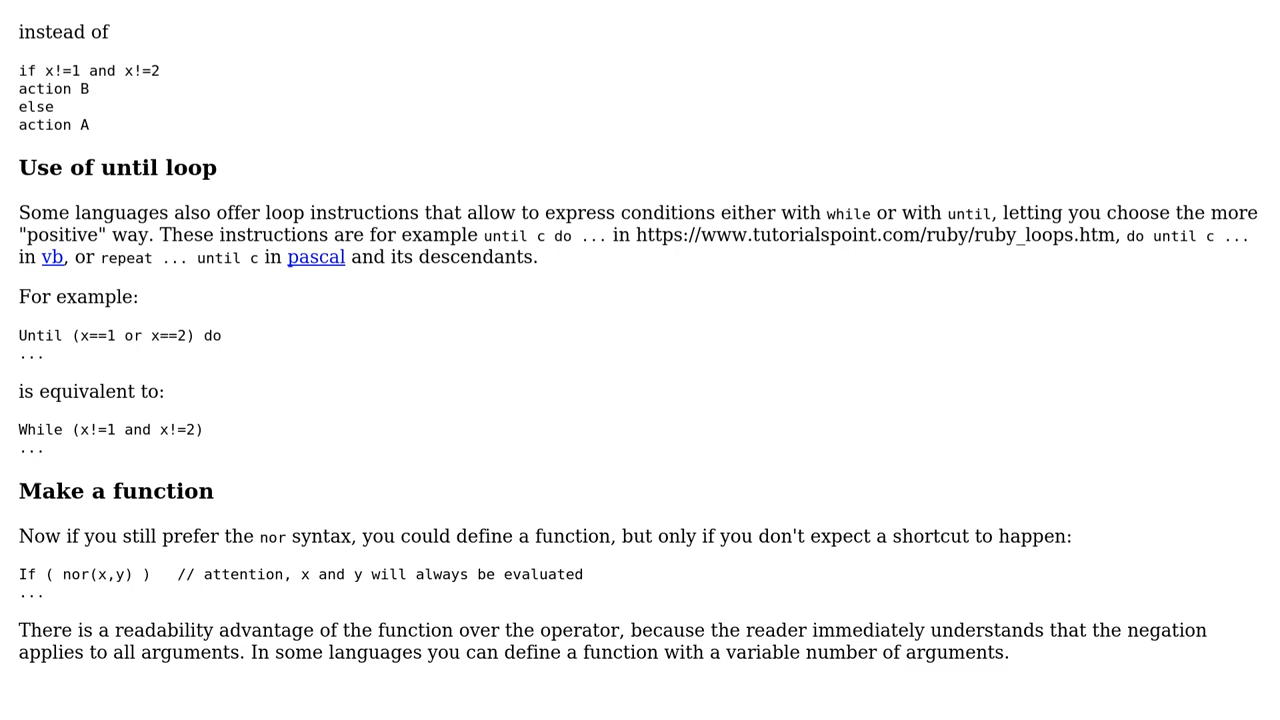 instead of
if x!=1 and x!=2
action B
else
action A
Use of until loop
Some languages also offer loop instructions that allow to express conditions either with while or with until, letting you choose the more
"positive" way. These instructions are for example until c do ... in https://www.tutorialspoint.com/ruby/ruby_loops.htm, do until c ...
in vb, or repeat ... until c in pascal and its descendants.
For example:
Until (x==1 or x==2) do
...
is equivalent to:
While (x!=1 and x!=2)
...
Make a function
Now if you still prefer the nor syntax, you could define a function, but only if you don't expect a shortcut to happen:
If ( nor(x,y) )   // attention, x and y will always be evaluated
...
There is a readability advantage of the function over the operator, because the reader immediately understands that the negation
applies to all arguments. In some languages you can define a function with a variable number of arguments.